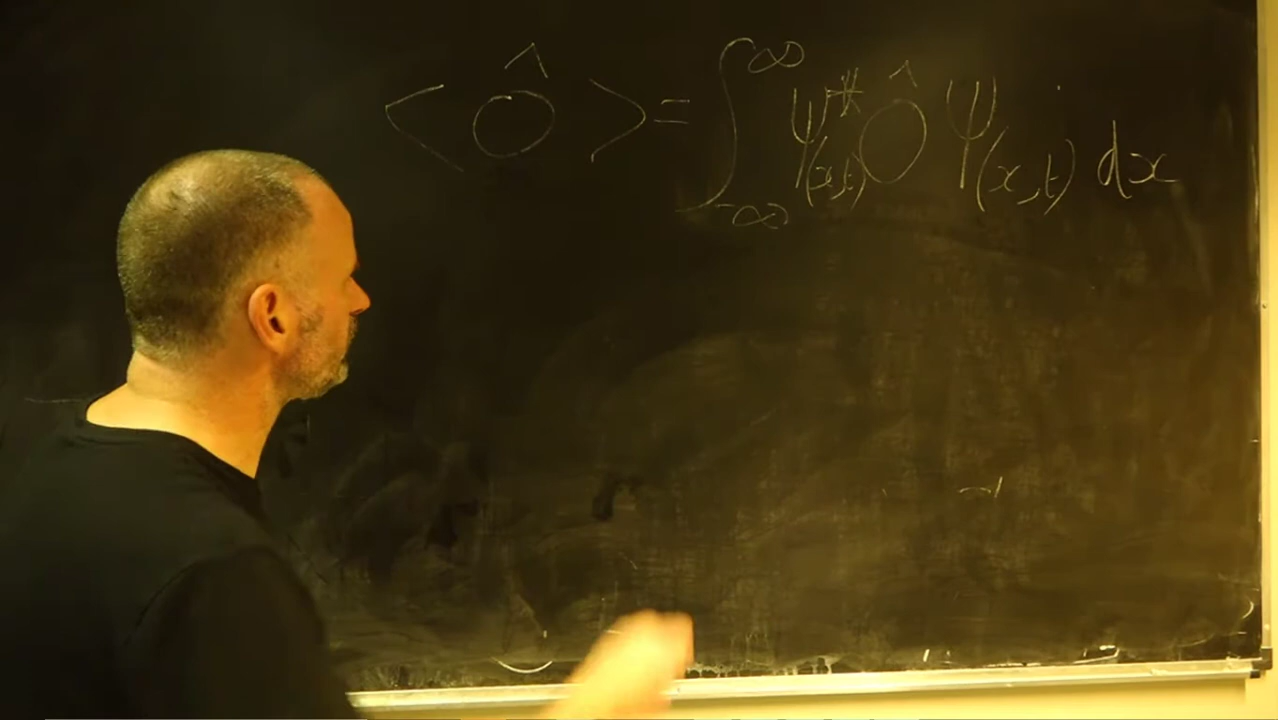 ⟨ Ô ⟩ = ∫_{-∞}^{∞} Ψ*(x,t) Ô Ψ(x,t) dx